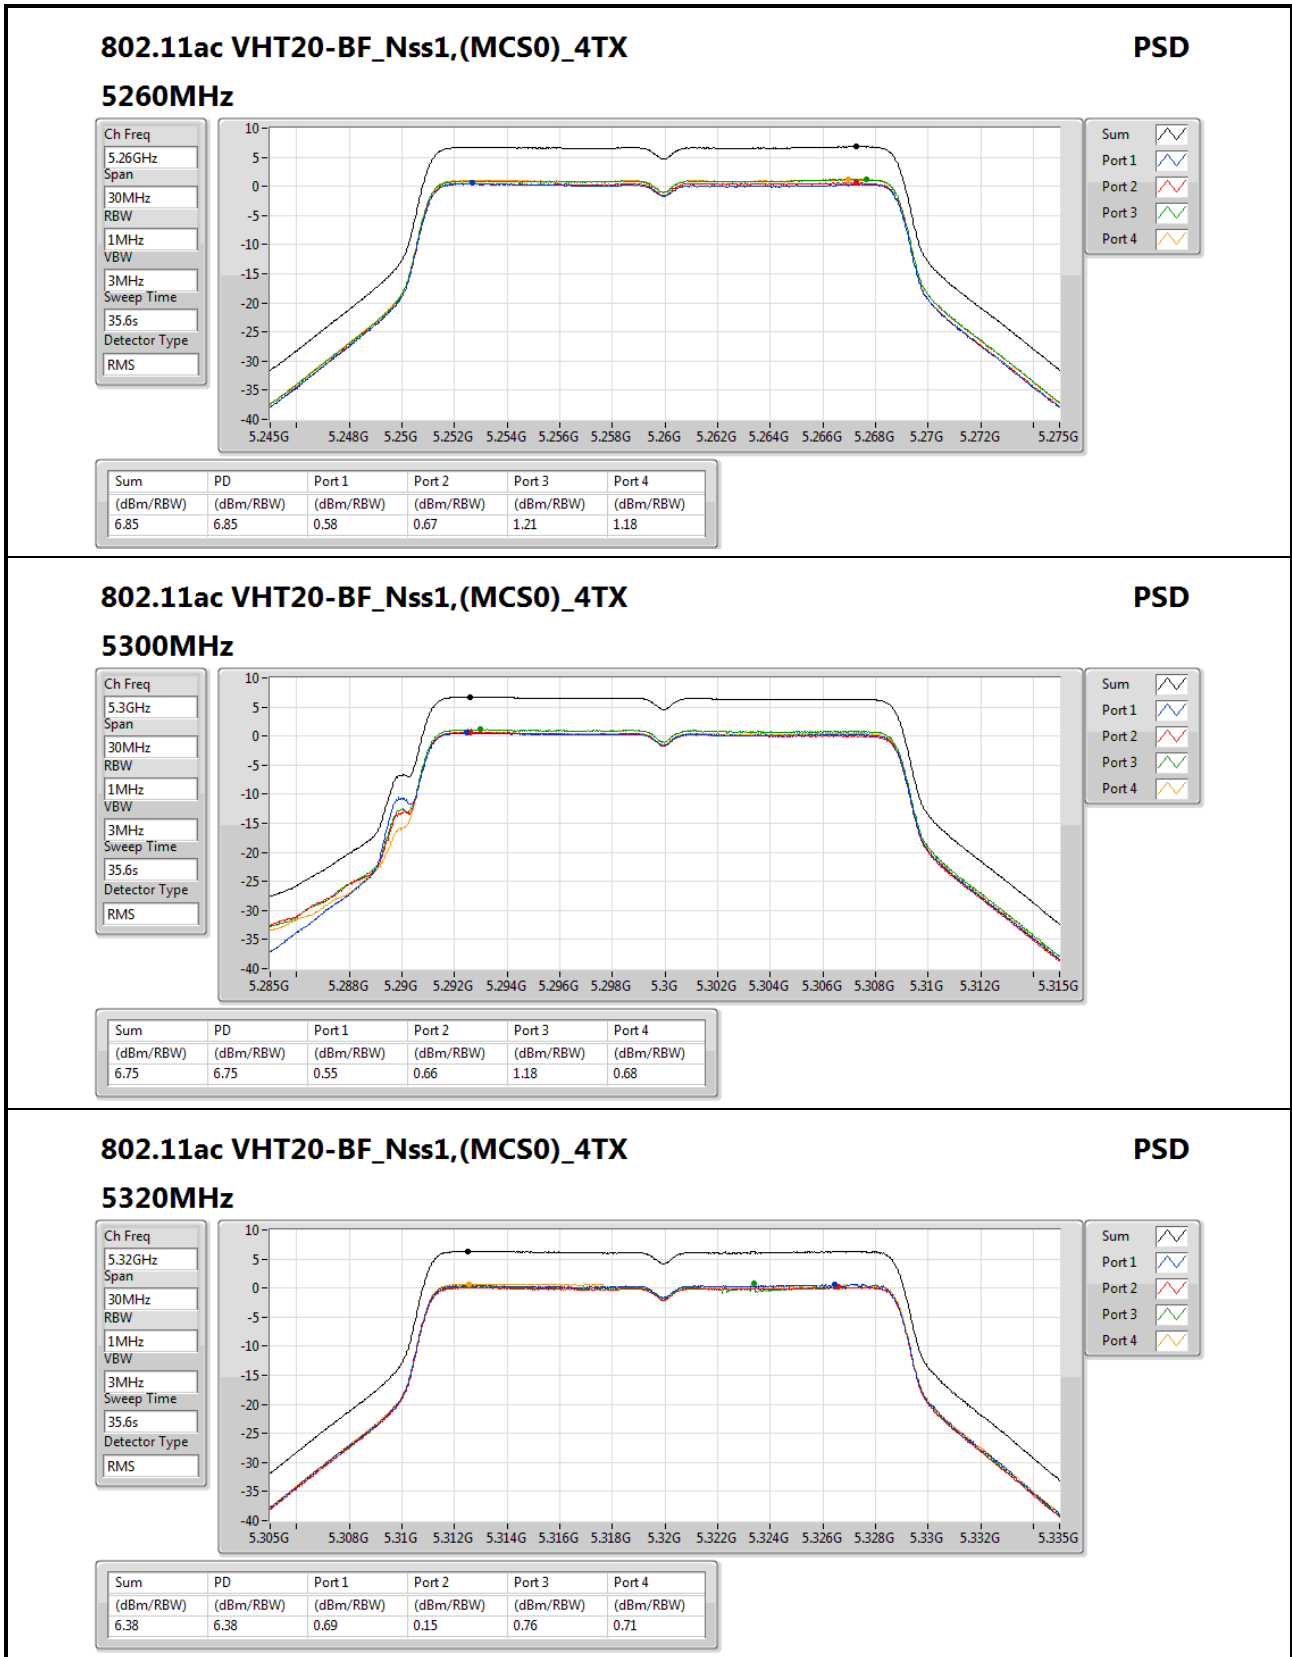 802.11ac VHT20-BF_Nss1,(MCS0)_4TX PSD
5260MHz
Ch Freq
5.26GHz
Span
30MHz
RBW
1MHz
VBW
3MHz
Sweep Time
35.6s
Detector Type
RMS
10
5
0
-5
-10
-15
-20
-25
-30
-35
-40
5.245G 5.248G 5.25G 5.252G 5.254G 5.256G 5.258G 5.26G 5.262G 5.264G 5.266G 5.268G 5.27G 5.272G 5.275G
Sum
Port 1
Port 2
Port 3
Port 4
Sum PD Port 1 Port 2 Port 3 Port 4
(dBm/RBW) (dBm/RBW) (dBm/RBW) (dBm/RBW) (dBm/RBW) (dBm/RBW)
6.85 6.85 0.58 0.67 1.21 1.18
802.11ac VHT20-BF_Nss1,(MCS0)_4TX PSD
5300MHz
Ch Freq
5.3GHz
Span
30MHz
RBW
1MHz
VBW
3MHz
Sweep Time
35.6s
Detector Type
RMS
10
5
0
-5
-10
-15
-20
-25
-30
-35
-40
5.285G 5.288G 5.29G 5.292G 5.294G 5.296G 5.298G 5.3G 5.302G 5.304G 5.306G 5.308G 5.31G 5.312G 5.315G
Sum
Port 1
Port 2
Port 3
Port 4
Sum PD Port 1 Port 2 Port 3 Port 4
(dBm/RBW) (dBm/RBW) (dBm/RBW) (dBm/RBW) (dBm/RBW) (dBm/RBW)
6.75 6.75 0.55 0.66 1.18 0.68
802.11ac VHT20-BF_Nss1,(MCS0)_4TX PSD
5320MHz
Ch Freq
5.32GHz
Span
30MHz
RBW
1MHz
VBW
3MHz
Sweep Time
35.6s
Detector Type
RMS
10
5
0
-5
-10
-15
-20
-25
-30
-35
-40
5.305G 5.308G 5.31G 5.312G 5.314G 5.316G 5.318G 5.32G 5.322G 5.324G 5.326G 5.328G 5.33G 5.332G 5.335G
Sum
Port 1
Port 2
Port 3
Port 4
Sum PD Port 1 Port 2 Port 3 Port 4
(dBm/RBW) (dBm/RBW) (dBm/RBW) (dBm/RBW) (dBm/RBW) (dBm/RBW)
6.38 6.38 0.69 0.15 0.76 0.71